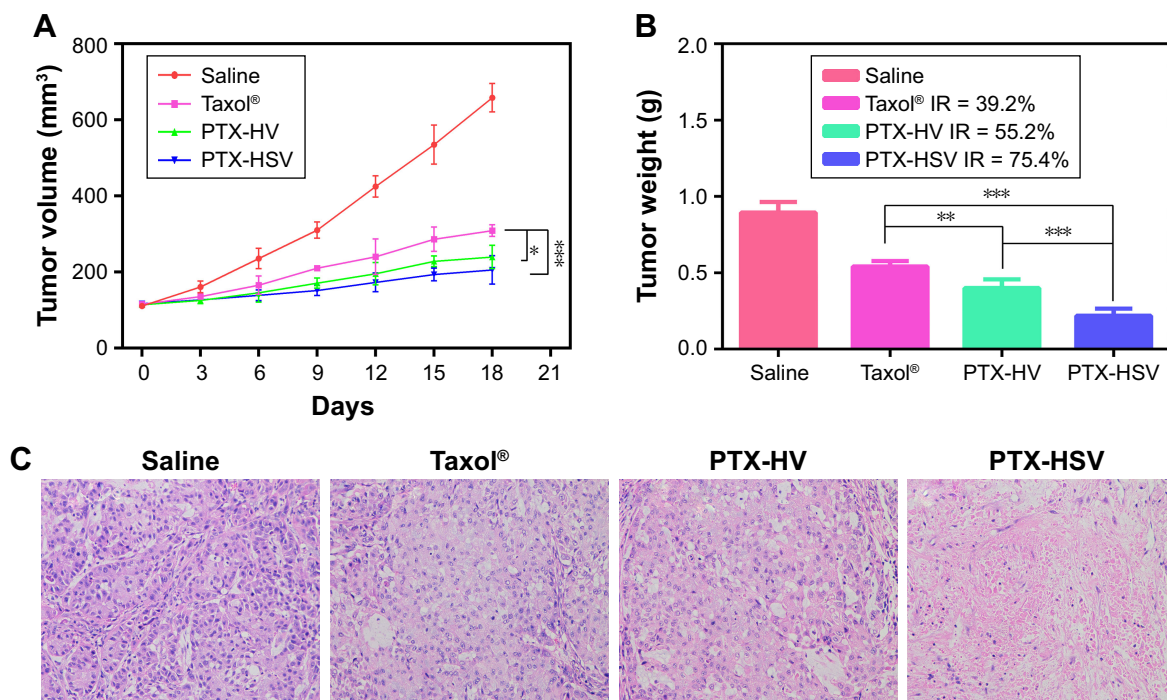 A
800
600
400
200
0
Tumor volume (mm³)
Saline
Taxol®
PTX-HV
PTX-HSV
*
***
0 3 6 9 12 15 18 21
Days
B
2.0
1.5
1.0
0.5
0.0
Tumor weight (g)
Saline
Taxol® IR = 39.2%
PTX-HV IR = 55.2%
PTX-HSV IR = 75.4%
***
**
***
Saline Taxol® PTX-HV PTX-HSV
C
Saline Taxol® PTX-HV PTX-HSV